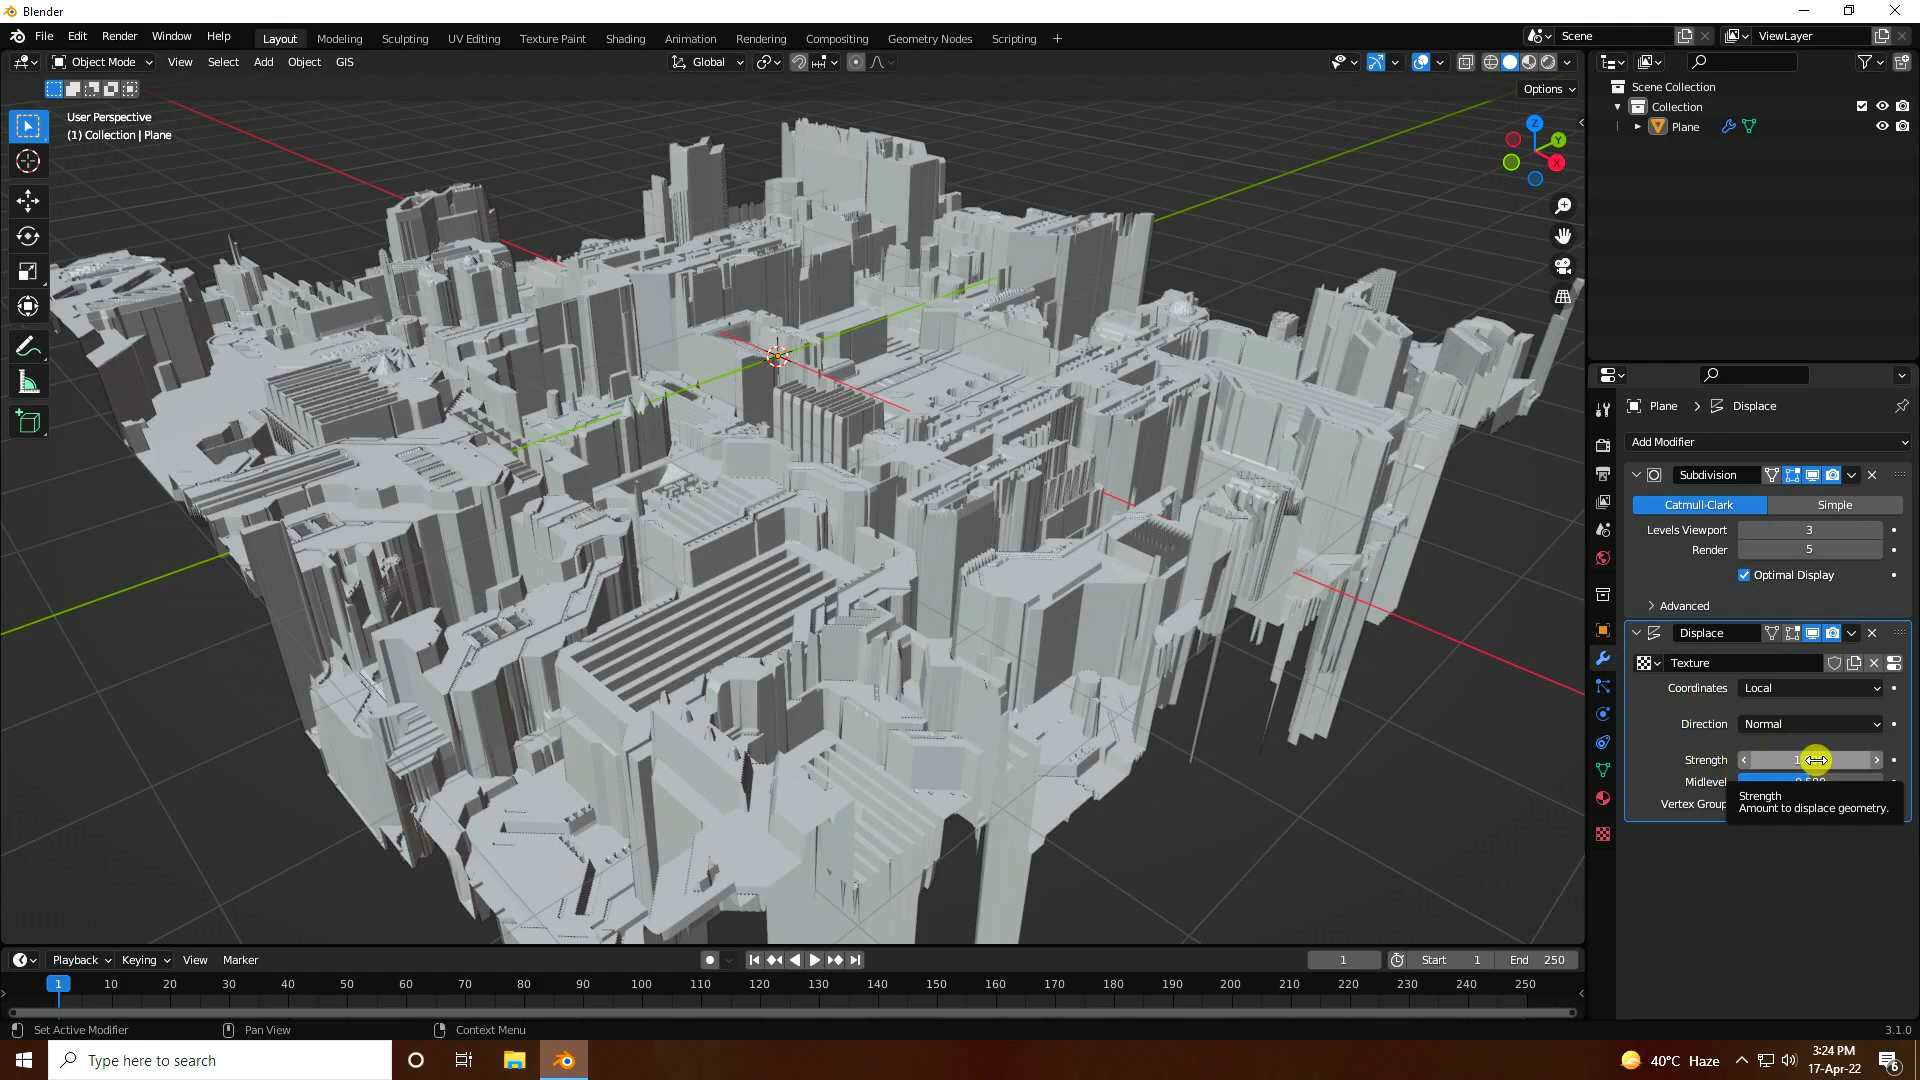 Blender
File Edit Render Window Help
Layout Modeling Sculpting UV Editing Texture Paint Shading Animation Rendering Compositing Geometry Nodes Scripting +
Scene
ViewLayer
Object Mode View Select Add Object GIS
Global
Options
User Perspective
(1) Collection | Plane
Z
Y
X
Scene Collection
Collection
Plane
Plane > Displace
Add Modifier
Subdivision
Catmull-Clark Simple
Levels Viewport 3
Render 5
Optimal Display
Advanced
Displace
Texture
Coordinates Local
Direction Normal
Strength
Midlevel
Vertex Group
Strength
Amount to displace geometry.
Playback Keying View Marker
1
Start 1 End 250
1 10 20 30 40 50 60 70 80 90 100 110 120 130 140 150 160 170 180 190 200 210 220 230 240 250
Set Active Modifier Pan View Context Menu
3.1.0
Type here to search
40°C Haze
3:24 PM
17-Apr-22
6